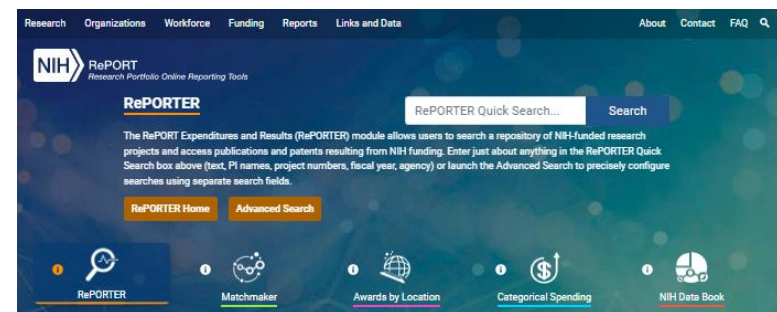 Research Organizations Workforce Funding Reports Links and Data About Contact FAQ
NIH RePORT
Research Portfolio Online Reporting Tools
RePORTER
RePORTER Quick Search... Search
The RePORT Expenditures and Results (RePORTER) module allows users to search a repository of NIH-funded research
projects and access publications and patents resulting from NIH funding. Enter just about anything in the RePORTER Quick
Search box above (text, PI names, project numbers, fiscal year, agency) or launch the Advanced Search to precisely configure
searches using separate search fields.
RePORTER Home Advanced Search
RePORTER Matchmaker Awards by Location Categorical Spending NIH Data Book